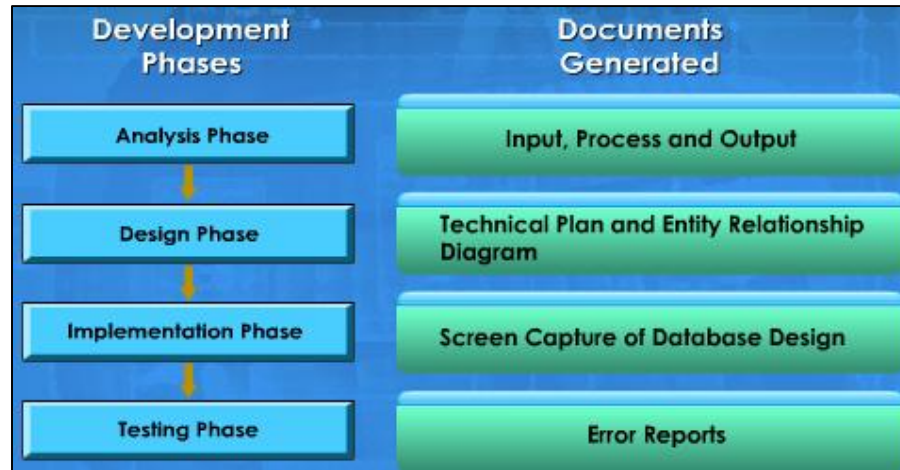 Development
Phases
Documents
Generated
Analysis Phase
Input, Process and Output
Design Phase
Technical Plan and Entity Relationship
Diagram
Implementation Phase
Screen Capture of Database Design
Testing Phase
Error Reports